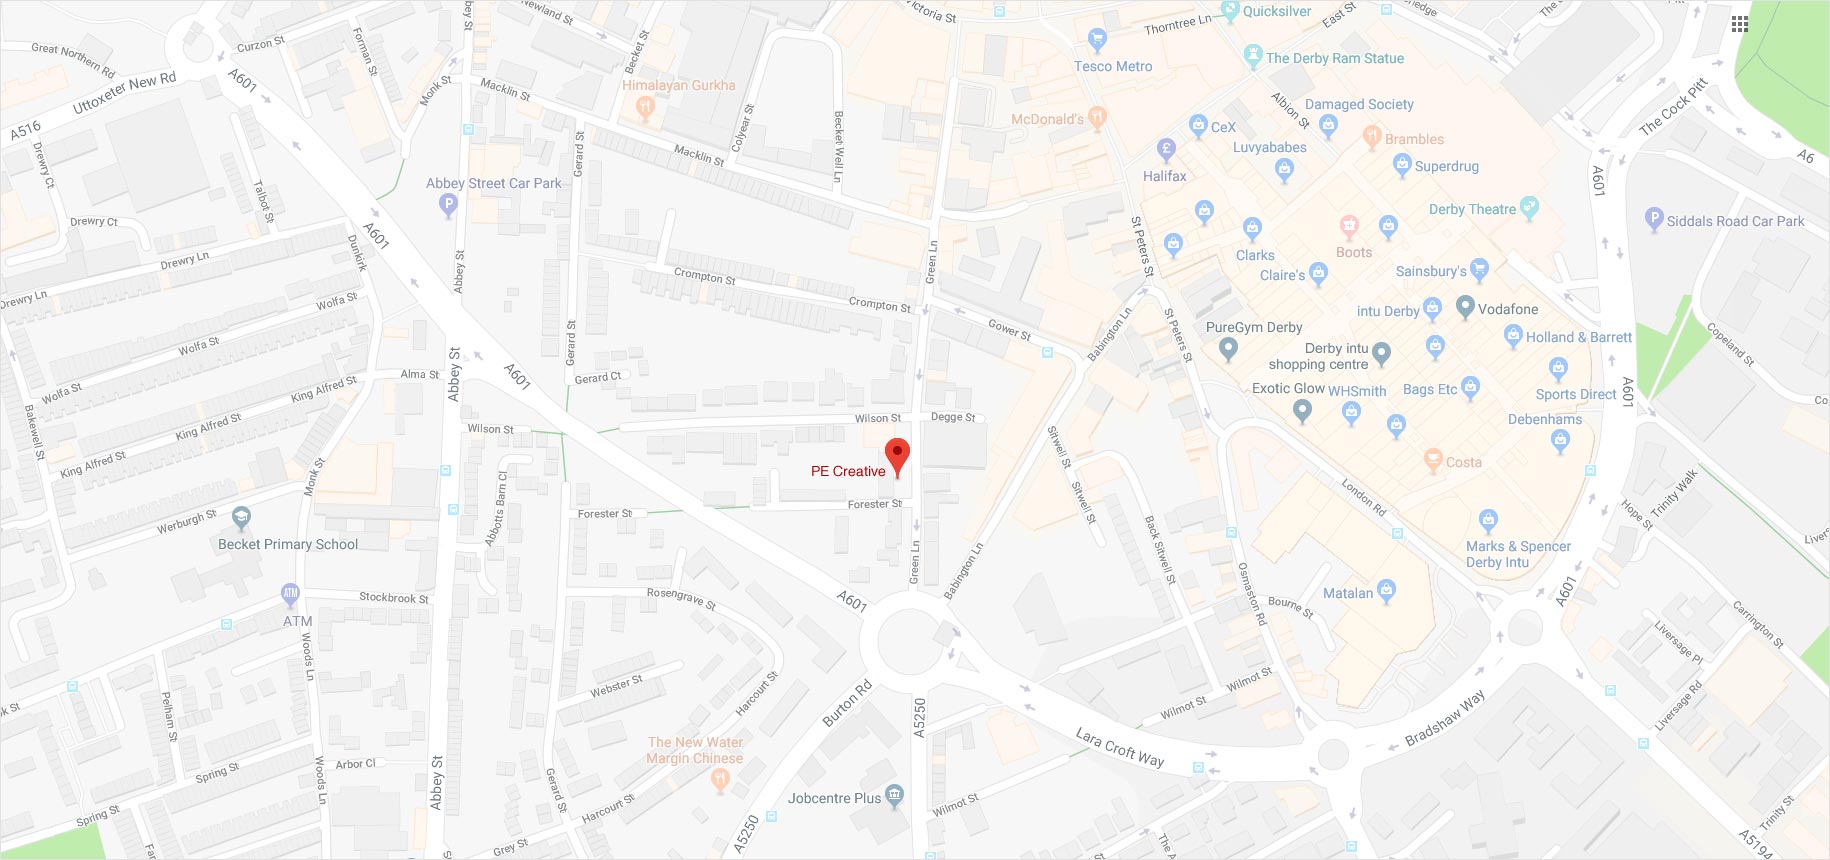 Newland St
Abbey St
Victoria St
Thorntree Ln
Quicksilver
East St
Great Northern Rd
Curzon St
Forman St
Becket St
A601
Uttoxeter New Rd
A516
Monk St
Macklin St
Himalayan Gurkha
Tesco Metro
The Derby Ram Statue
Albion St
Damaged Society
The Cock Pitt
A6
McDonald's
CeX
Luvyababes
Brambles
Superdrug
Halifax
Colyear St
Becket Well Ln
Macklin St
Gerard St
Drewry Ct
Drewry Ct
Talbot St
Abbey Street Car Park
A601
Derby Theatre
Siddals Road Car Park
A601
Dunkirk
Drewry Ln
Drewry Ln
Abbey St
Green Ln
St Peters St
Clarks
Boots
Claire's
Sainsbury's
Crompton St
Crompton St
Gower St
Babington Ln
St Peters St
PureGym Derby
intu Derby
Vodafone
Holland & Barrett
Derby intu
shopping centre
Wolfa St
Wolfa St
Wolfa St
Gerard St
Copeland St
Alma St
Abbey St
A601
Gerard Ct
Exotic Glow
WHSmith
Bags Etc
Sports Direct
A601
King Alfred St
King Alfred St
King Alfred St
Bakewell St
Wilson St
Wilson St
Degge St
Debenhams
PE Creative
Costa
Sitwell St
Sitwell St
Monk St
Werburgh St
Becket Primary School
Abbotts Barn Cl
Forester St
Forester St
London Rd
Trinity Walk
Hope St
Marks & Spencer
Derby Intu
Green Ln
Babington Ln
Back Sitwell St
Osmaston Rd
ATM
ATM
Stockbrook St
Rosengrave St
A601
Bourne St
Matalan
A601
Carrington St
Liversage Pl
Liversage Rd
Woods Ln
Webster St
Harcourt St
Burton Rd
A5250
Wilmot St
Wilmot St
Pelham St
Lara Croft Way
Bradshaw Way
The New Water
Margin Chinese
Spring St
Arbor Cl
Woods Ln
Abbey St
Gerard St
Harcourt St
Jobcentre Plus
Wilmot St
Spring St
Grey St
A5250
Trinity St
A5194